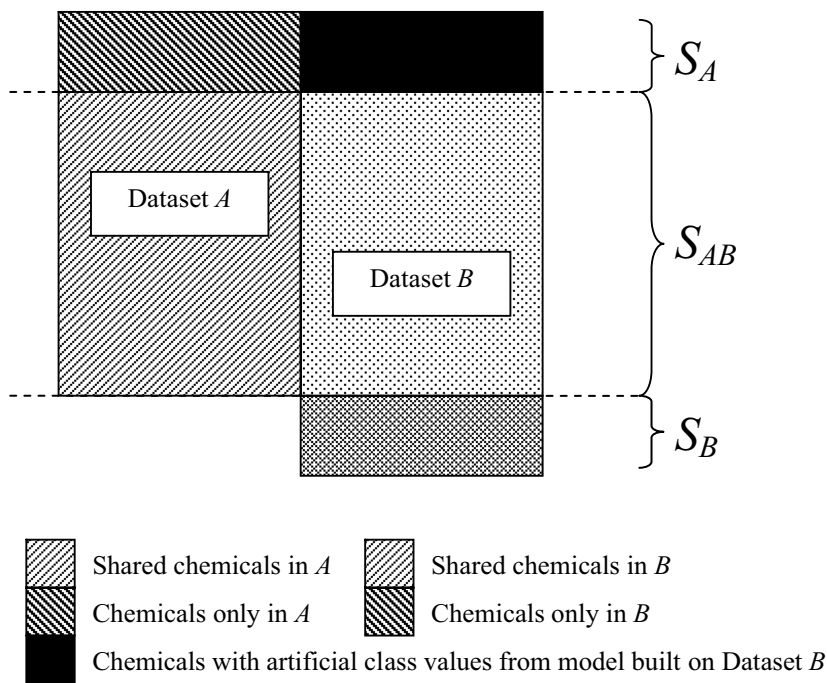 S_A
Dataset A
S_AB
Dataset B
S_B
Shared chemicals in A
Shared chemicals in B
Chemicals only in A
Chemicals only in B
Chemicals with artificial class values from model built on Dataset B